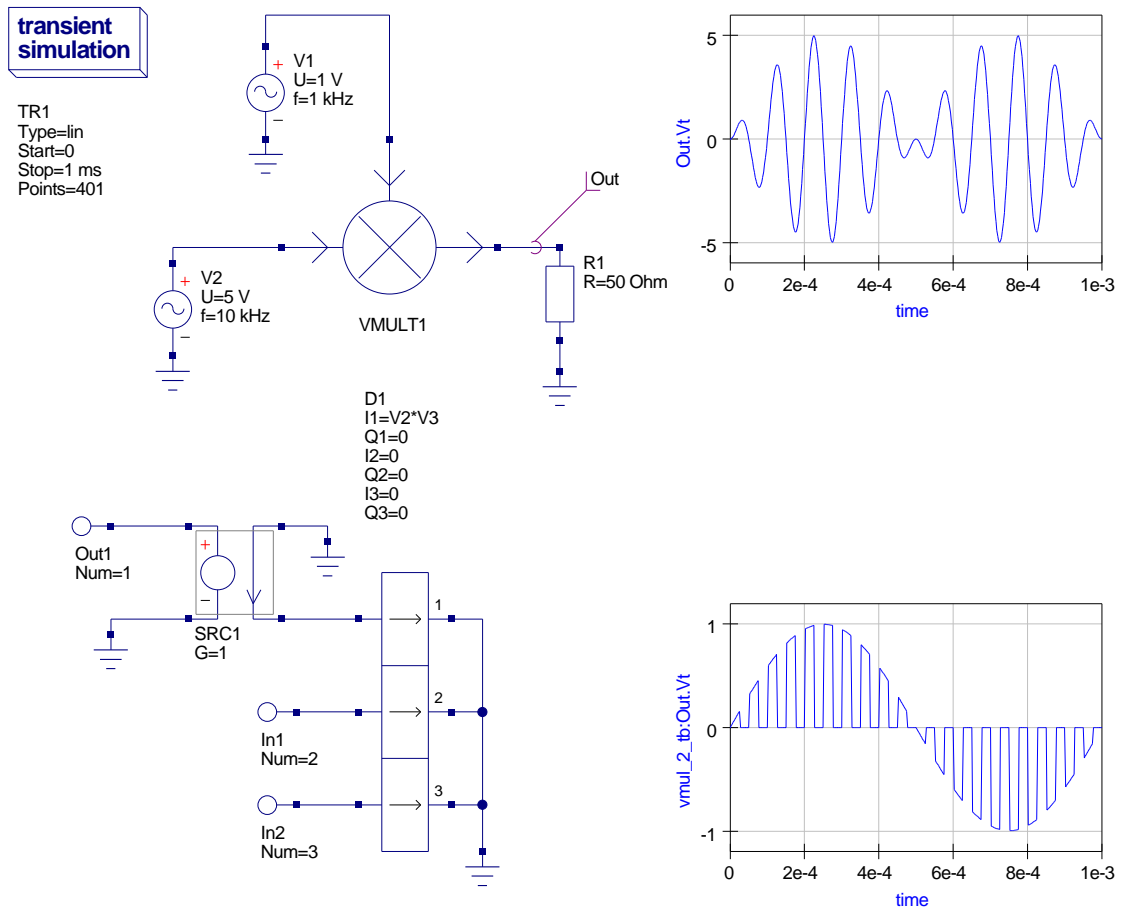 transient
simulation
TR1
Type=lin
Start=0
Stop=1 ms
Points=401
+
V1
U=1 V
f=1 kHz
−
+
V2
U=5 V
f=10 kHz
−
VMULT1
Out
R1
R=50 Ohm
5
0
-5
Out.Vt
0
2e-4
4e-4
6e-4
8e-4
1e-3
time
D1
I1=V2*V3
Q1=0
I2=0
Q2=0
I3=0
Q3=0
Out1
Num=1
+
−
SRC1
G=1
1
2
3
In1
Num=2
In2
Num=3
1
0
-1
vmul_2_tb:Out.Vt
0
2e-4
4e-4
6e-4
8e-4
1e-3
time